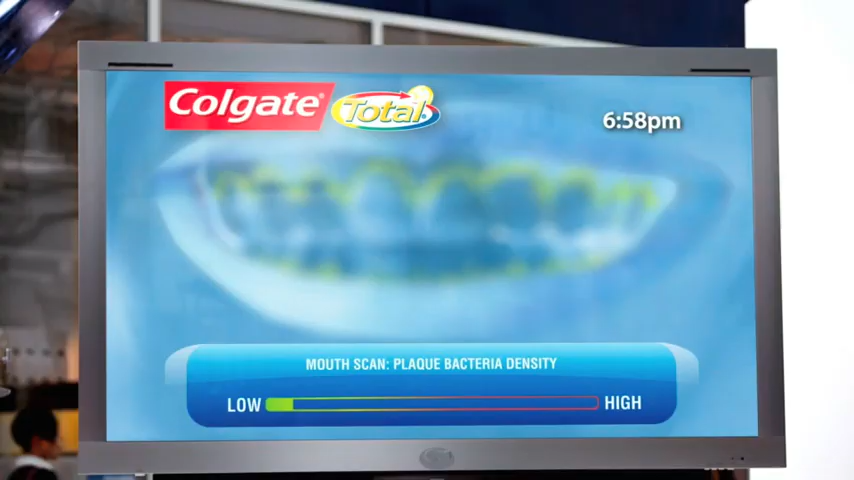 Colgate®
Total®
6:58pm
MOUTH SCAN: PLAQUE BACTERIA DENSITY
LOW HIGH